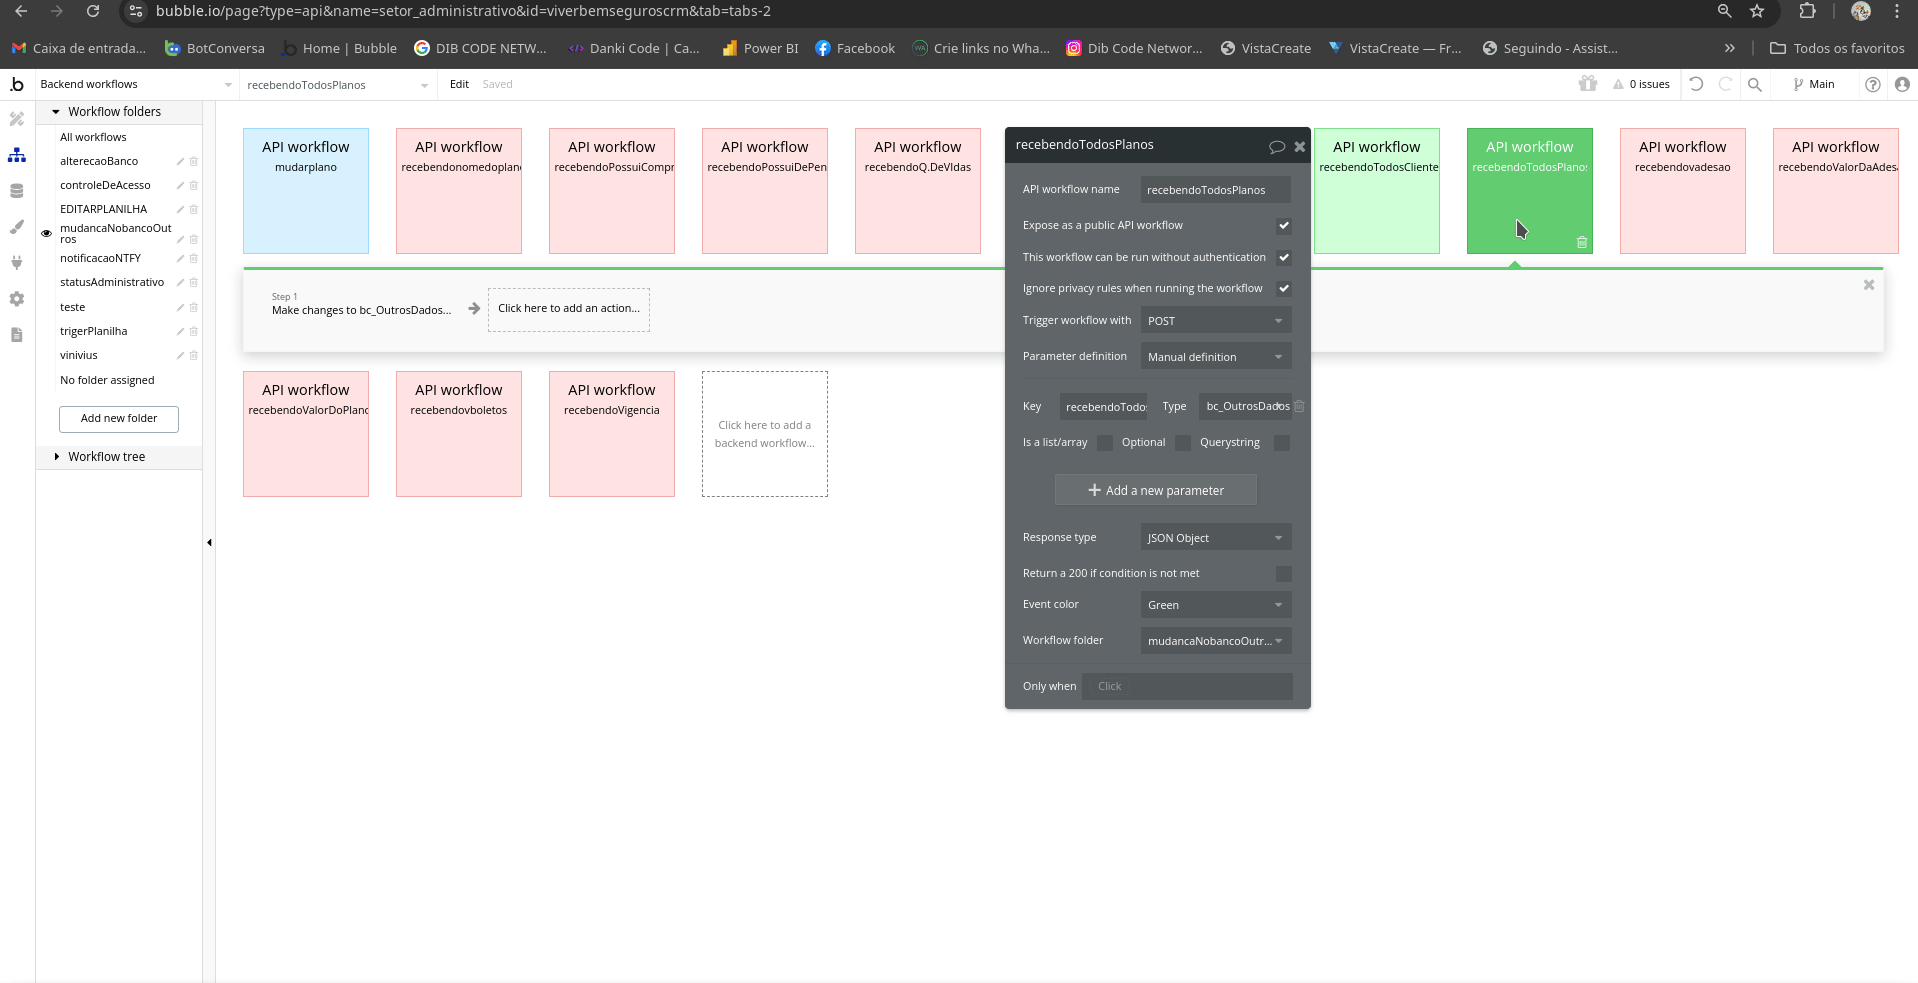 bubble.io/page?type=api&name=setor_administrativo&id=viverbemseguroscrm&tab=tabs-2
Caixa de entrada... BotConversa Home | Bubble DIB CODE NETW... Danki Code | Ca... Power BI Facebook Crie links no Wha... Dib Code Networ... VistaCreate VistaCreate — Fr... Seguindo - Assist... » Todos os favoritos
Backend workflows recebendoTodosPlanos Edit Saved 0 issues Main
Workflow folders
All workflows
alterecaoBanco
controleDeAcesso
EDITARPLANILHA
mudancaNobancoOut
ros
notificacaoNTFY
statusAdministrativo
teste
trigerPlanilha
vinivius
No folder assigned
Add new folder
Workflow tree
API workflow
mudarplano
API workflow
recebendonomedoplan
API workflow
recebendoPossuiCompr
API workflow
recebendoPossuiDePen
API workflow
recebendoQ.DeVIdas
API workflow
recebendoTodosCliente
API workflow
recebendoTodosPlanos
API workflow
recebendovadesao
API workflow
recebendoValorDaAdes
Step 1
Make changes to bc_OutrosDados...
Click here to add an action...
API workflow
recebendoValorDoPlano
API workflow
recebendovboletos
API workflow
recebendoVigencia
Click here to add a
backend workflow...
recebendoTodosPlanos
API workflow name recebendoTodosPlanos
Expose as a public API workflow
This workflow can be run without authentication
Ignore privacy rules when running the workflow
Trigger workflow with POST
Parameter definition Manual definition
Key recebendoTodos Type bc_OutrosDados
Is a list/array Optional Querystring
+ Add a new parameter
Response type JSON Object
Return a 200 if condition is not met
Event color Green
Workflow folder mudancaNobancoOutr...
Only when Click